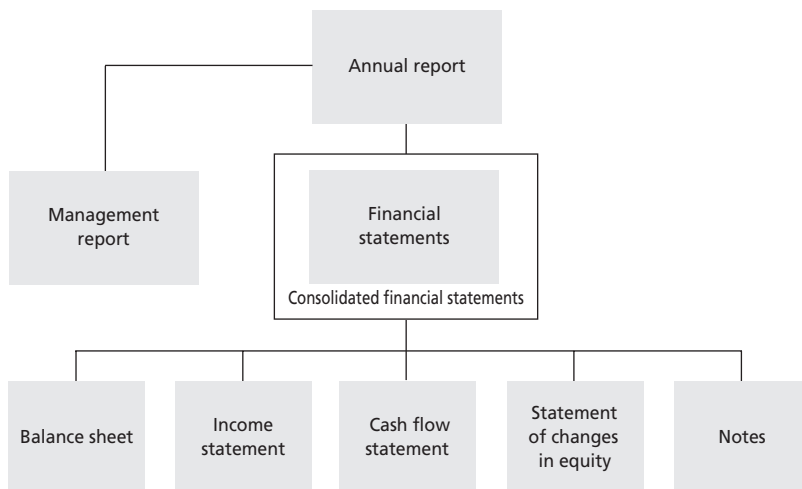 Annual report
Management
report
Financial
statements
Consolidated financial statements
Balance sheet
Income
statement
Cash flow
statement
Statement
of changes
in equity
Notes